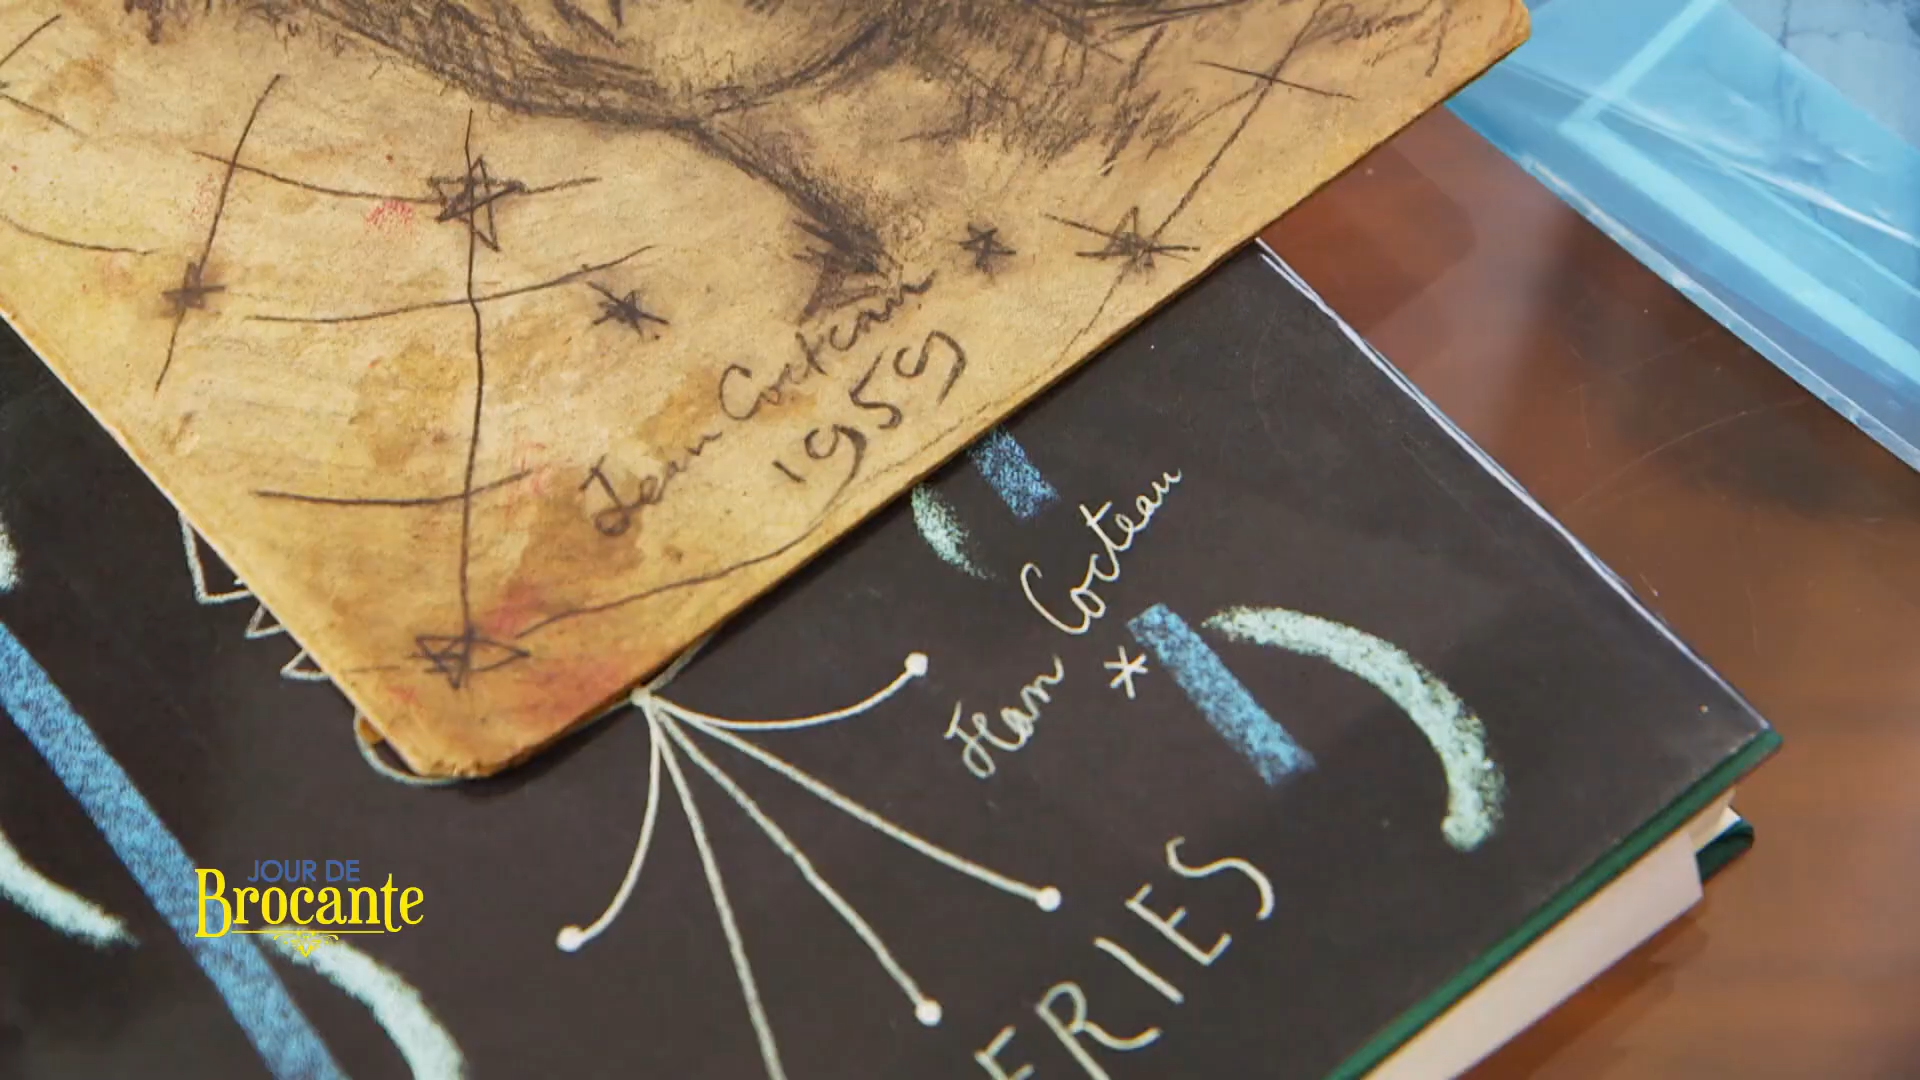 Jean Cocteau
1959
Jean Cocteau
*
ERIES
JOUR DE
Brocante